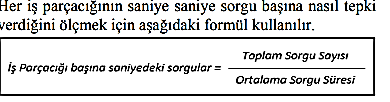 Her iş parçacığının saniye saniye sorgu başına nasıl tepki
verdiğini ölçmek için aşağıdaki formül kullanılır.
Toplam Sorgu Sayısı
İş Parçacığı başına saniyedeki sorgular =
Ortalama Sorgu Süresi